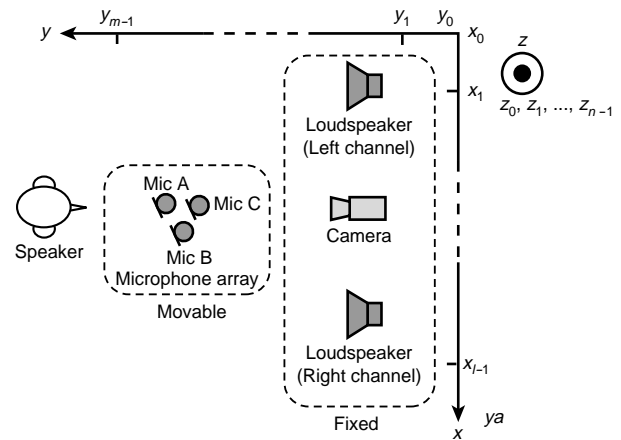 y
y_{m−1}
y_1
y_0
x_0
z
x_1
z_0, z_1, ..., z_{n−1}
Loudspeaker
(Left channel)
Mic A
Mic C
Speaker
Camera
Mic B
Microphone array
Movable
Loudspeaker
(Right channel)
x_{l−1}
Fixed
x
ya